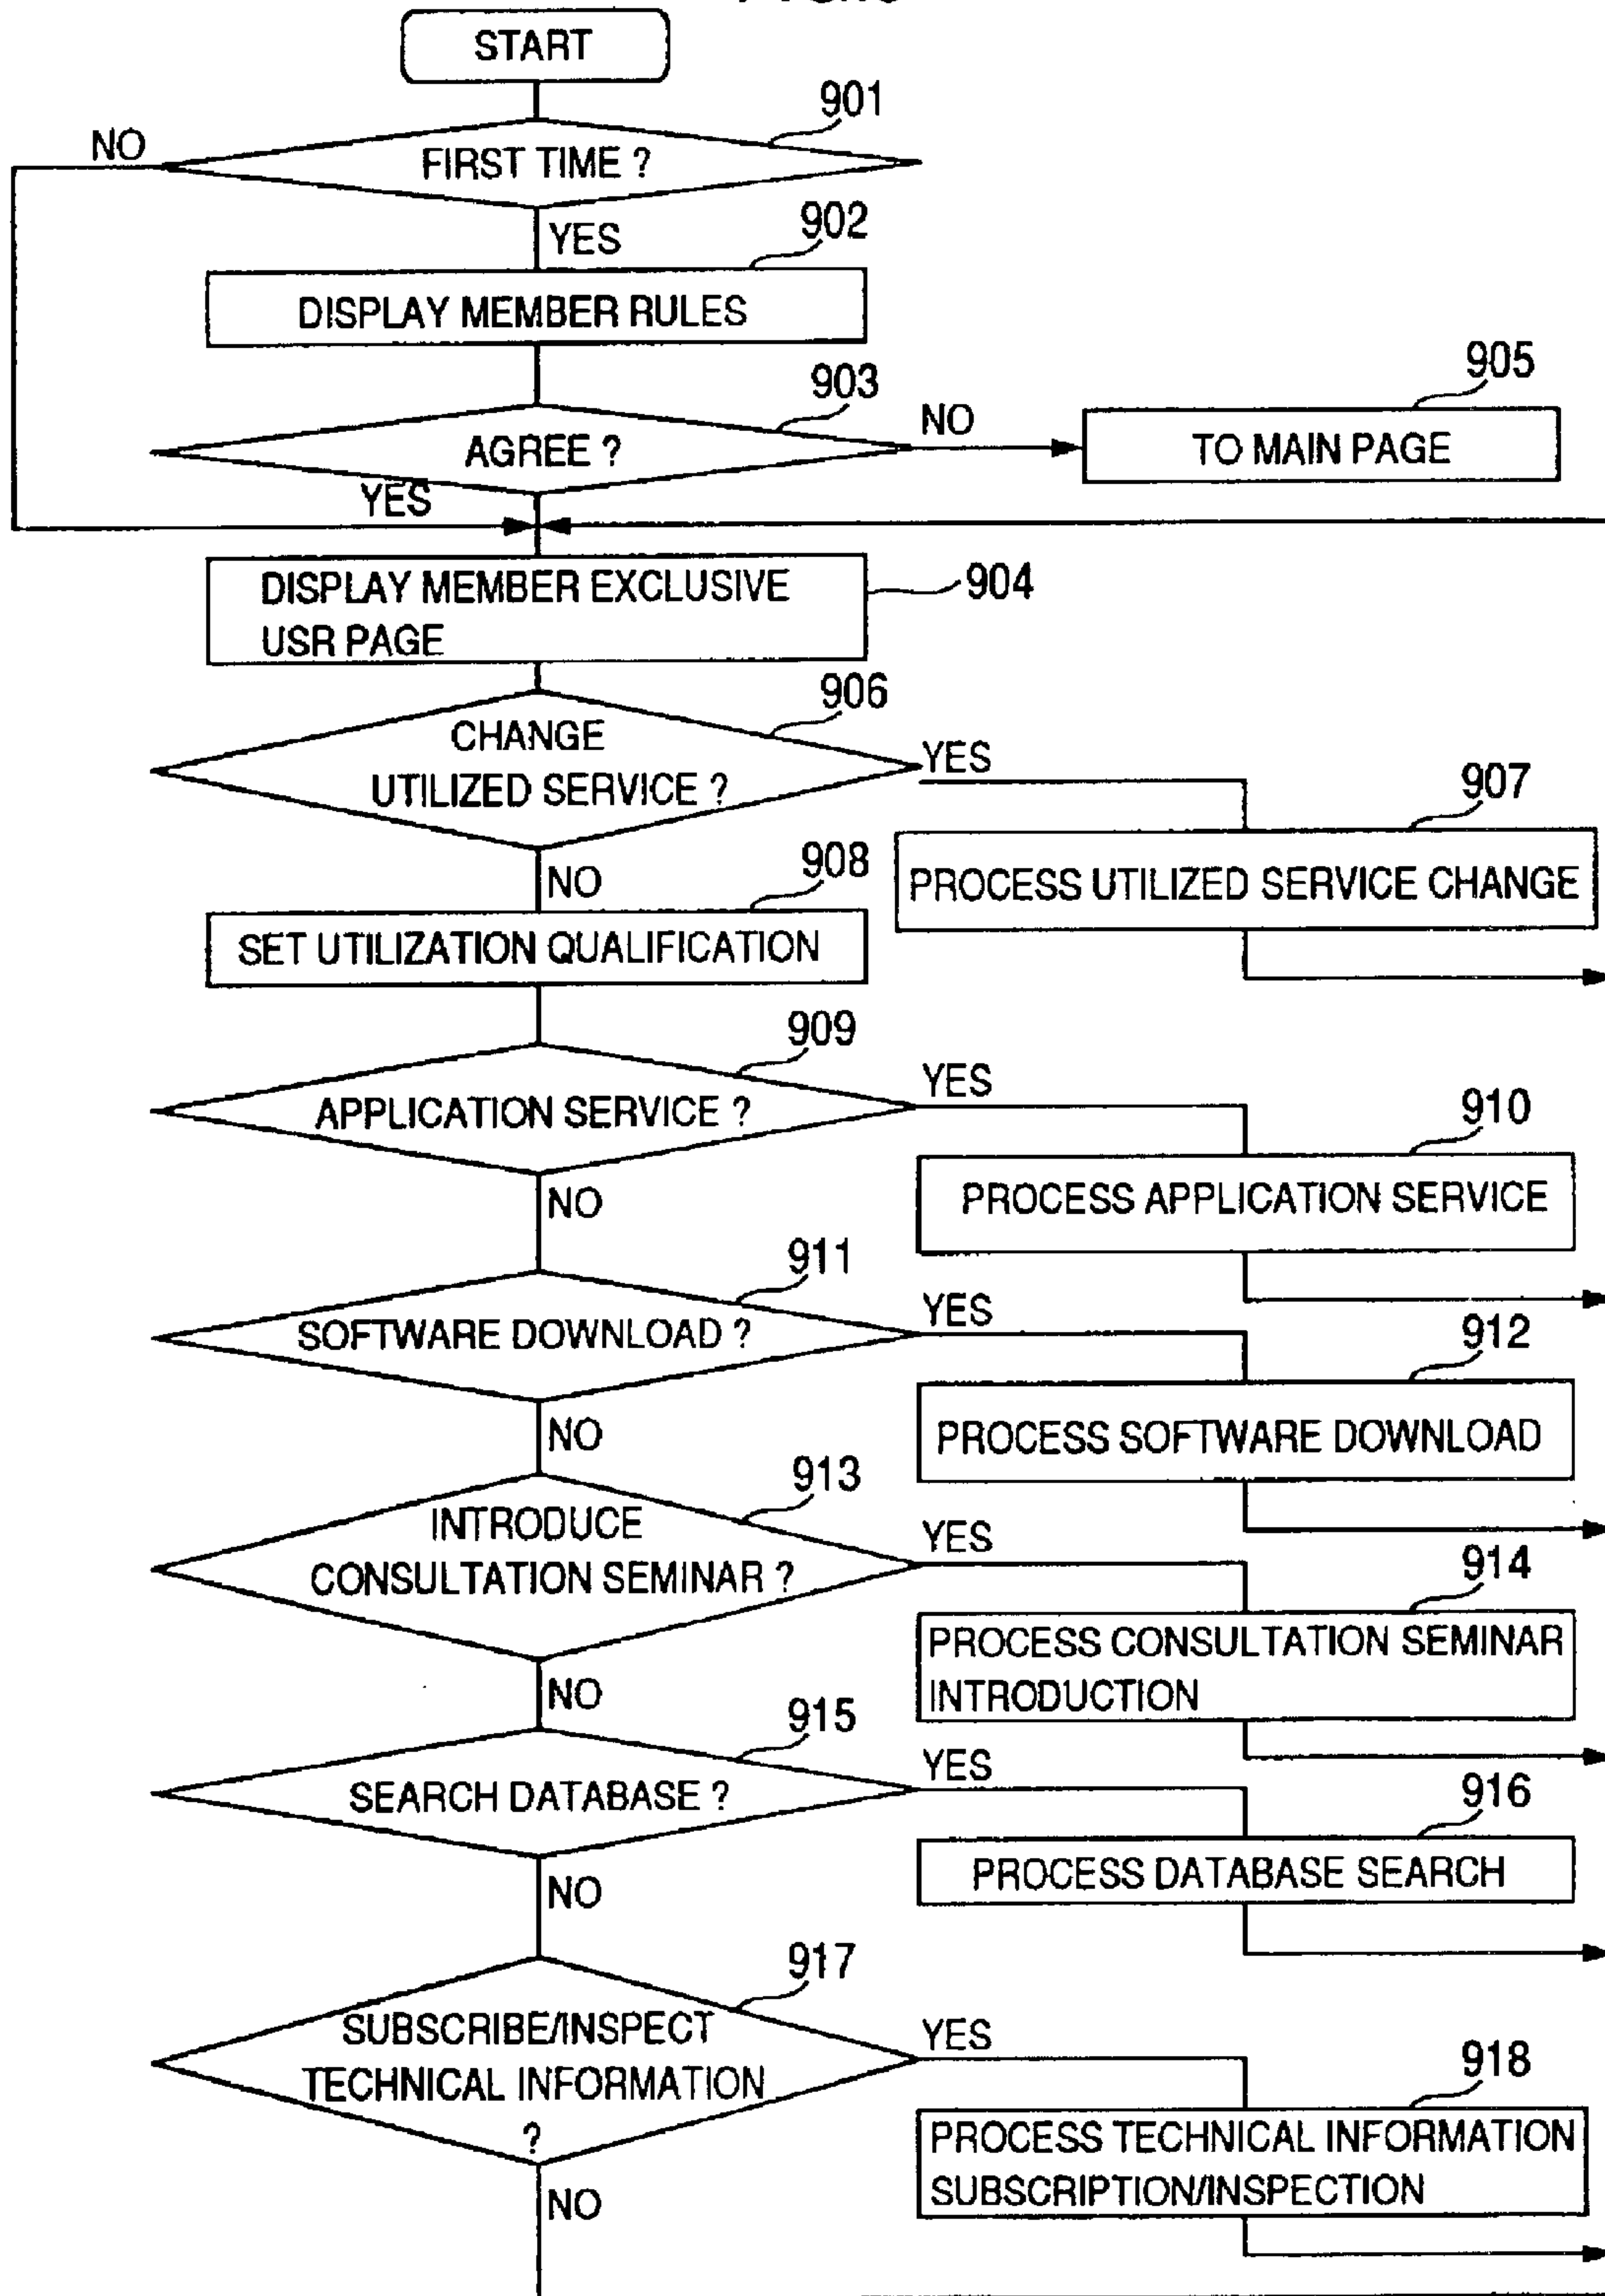 START
901
NO
FIRST TIME ?
YES
902
DISPLAY MEMBER RULES
903
905
AGREE ?
NO
TO MAIN PAGE
YES
DISPLAY MEMBER EXCLUSIVE
USR PAGE
904
906
CHANGE
UTILIZED SERVICE ?
YES
907
PROCESS UTILIZED SERVICE CHANGE
NO
908
SET UTILIZATION QUALIFICATION
909
APPLICATION SERVICE ?
YES
910
PROCESS APPLICATION SERVICE
NO
911
SOFTWARE DOWNLOAD ?
YES
912
PROCESS SOFTWARE DOWNLOAD
NO
913
INTRODUCE
CONSULTATION SEMINAR ?
YES
914
PROCESS CONSULTATION SEMINAR
INTRODUCTION
NO
915
SEARCH DATABASE ?
YES
916
PROCESS DATABASE SEARCH
NO
917
SUBSCRIBE/INSPECT
TECHNICAL INFORMATION
?
YES
918
PROCESS TECHNICAL INFORMATION
SUBSCRIPTION/INSPECTION
NO